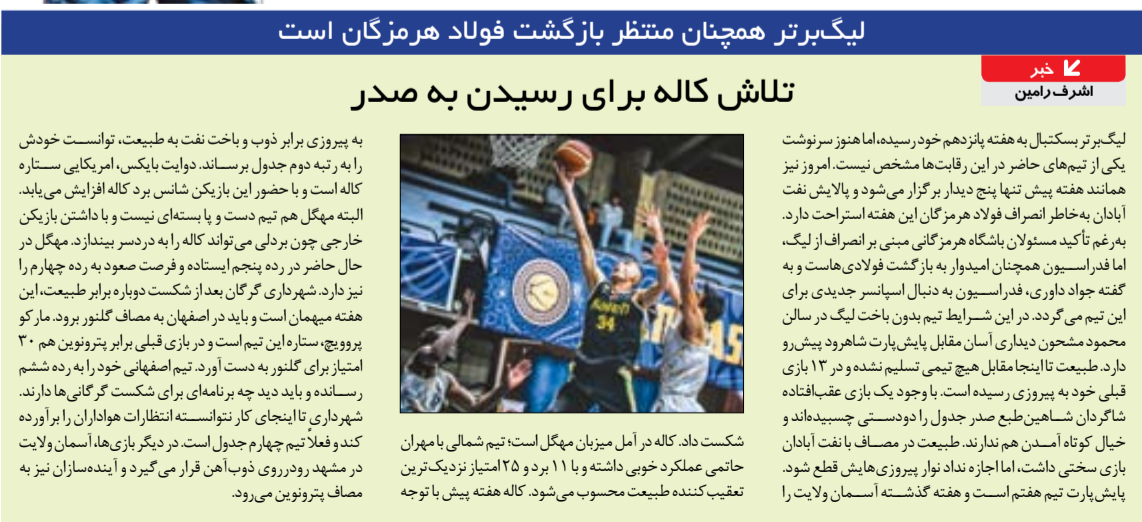 لیگ‌برتر همچنان منتظر بازگشت فولاد هرمزگان است
خبر
اشرف رامین
تلاش کاله برای رسیدن به صدر
لیگ‌برتر بسکتبال به هفته پانزدهم خود رسیده،اما هنوز سرنوشت
یکی از تیم‌های حاضر در این رقابت‌ها مشخص نیست. امروز نیز
همانند هفته پیش تنها پنج دیدار برگزار می‌شود و پالایش نفت
آبادان به‌خاطر انصراف فولاد هرمزگان این هفته استراحت دارد.
به‌رغم تأکید مسئولان باشگاه هرمزگانی مبنی بر انصراف از لیگ،
اما فدراسیون همچنان امیدوار به بازگشت فولادی‌هاست و به
گفته جواد داوری، فدراسیون به دنبال اسپانسر جدیدی برای
این تیم می‌گردد. در این شرایط تیم بدون باخت لیگ در سالن
محمود مشحون دیداری آسان مقابل پایش‌پارت شاهرود پیش‌رو
دارد. طبیعت تا اینجا مقابل هیچ تیمی تسلیم نشده و در ۱۳ بازی
قبلی خود به پیروزی رسیده است. با وجود یک بازی عقب‌افتاده
شاگردان شاهین‌طبع صدر جدول را دودستی چسبیده‌اند و
خیال کوتاه آمدن هم ندارند. طبیعت در مصاف با نفت آبادان
بازی سختی داشت، اما اجازه نداد نوار پیروزی‌هایش قطع شود.
پایش‌پارت تیم هفتم است و هفته گذشته آسمان ولایت را
34
شکست داد. کاله در آمل میزبان مهگل است؛ تیم شمالی با مهران
حاتمی عملکرد خوبی داشته و با ۱۱ برد و ۲۵ امتیاز نزدیک‌ترین
تعقیب‌کننده طبیعت محسوب می‌شود. کاله هفته پیش با توجه
به پیروزی برابر ذوب و باخت نفت به طبیعت، توانست خودش
را به رتبه دوم جدول برساند. دوایت بایکس، امریکایی ستاره
کاله است و با حضور این بازیکن شانس برد کاله افزایش می‌یابد.
البته مهگل هم تیم دست و پا بسته‌ای نیست و با داشتن بازیکن
خارجی چون بردلی می‌تواند کاله را به دردسر بیندازد. مهگل در
حال حاضر در رده پنجم ایستاده و فرصت صعود به رده چهارم را
نیز دارد. شهرداری گرگان بعد از شکست دوباره برابر طبیعت، این
هفته میهمان است و باید در اصفهان به مصاف گلنور برود. مارکو
پروویچ، ستاره این تیم است و در بازی قبلی برابر پترونوین هم ۳۰
امتیاز برای گلنور به دست آورد. تیم اصفهانی خود را به رده ششم
رسانده و باید دید چه برنامه‌ای برای شکست گرگانی‌ها دارند.
شهرداری تا اینجای کار نتوانسته انتظارات هواداران را برآورده
کند و فعلاً تیم چهارم جدول است. در دیگر بازی‌ها، آسمان ولایت
در مشهد رودرروی ذوب‌آهن قرار می‌گیرد و آینده‌سازان نیز به
مصاف پترونوین می‌رود.